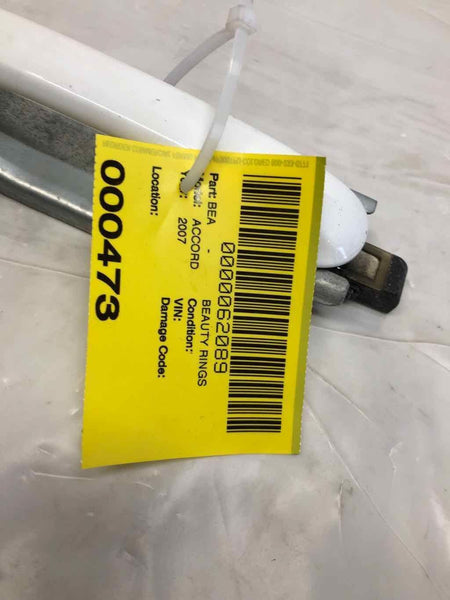 0000062089
Part: BEA - BEAUTY RINGS
Model: ACCORD Condition:
2007 VIN:
Location: Damage Code:
000473